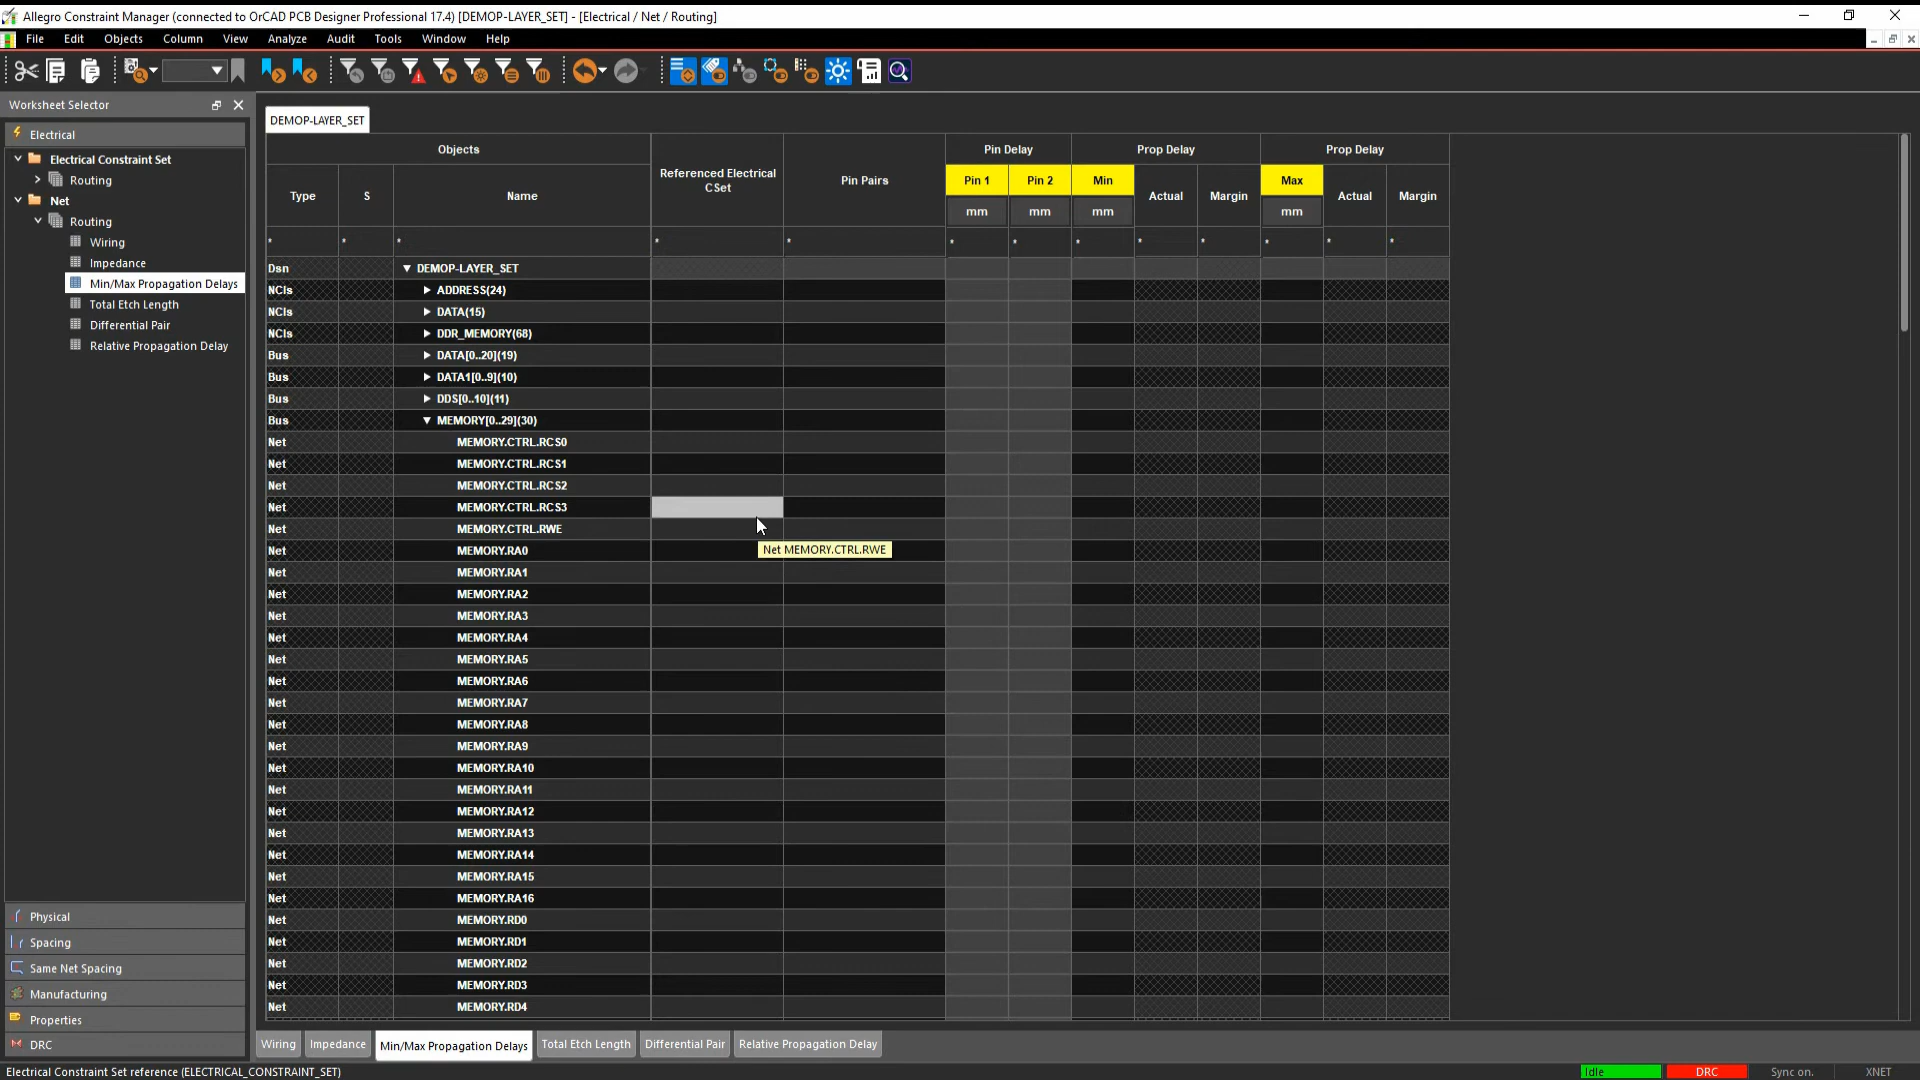 Allegro Constraint Manager (connected to OrCAD PCB Designer Professional 17.4) [DEMOP-LAYER_SET] - [Electrical / Net / Routing]
File Edit Objects Column View Analyze Audit Tools Window Help
Worksheet Selector
Electrical
Electrical Constraint Set
Routing
Net
Routing
Wiring
Impedance
Min/Max Propagation Delays
Total Etch Length
Differential Pair
Relative Propagation Delay
Physical
Spacing
Same Net Spacing
Manufacturing
Properties
DRC
DEMOP-LAYER_SET
Objects Referenced Electrical CSet Pin Pairs Pin Delay Prop Delay Prop Delay
Type S Name Pin 1 Pin 2 Min Actual Margin Max Actual Margin
mm mm mm mm
* * * * * * * * * * * * *
Dsn DEMOP-LAYER_SET
NCls ADDRESS(24)
NCls DATA(15)
NCls DDR_MEMORY(68)
Bus DATA[0..20](19)
Bus DATA1[0..9](10)
Bus DDS[0..10](11)
Bus MEMORY[0..29](30)
Net MEMORY.CTRL.RCS0
Net MEMORY.CTRL.RCS1
Net MEMORY.CTRL.RCS2
Net MEMORY.CTRL.RCS3
Net MEMORY.CTRL.RWE
Net MEMORY.CTRL.RWE
Net MEMORY.RA0
Net MEMORY.RA1
Net MEMORY.RA2
Net MEMORY.RA3
Net MEMORY.RA4
Net MEMORY.RA5
Net MEMORY.RA6
Net MEMORY.RA7
Net MEMORY.RA8
Net MEMORY.RA9
Net MEMORY.RA10
Net MEMORY.RA11
Net MEMORY.RA12
Net MEMORY.RA13
Net MEMORY.RA14
Net MEMORY.RA15
Net MEMORY.RA16
Net MEMORY.RD0
Net MEMORY.RD1
Net MEMORY.RD2
Net MEMORY.RD3
Net MEMORY.RD4
Wiring Impedance Min/Max Propagation Delays Total Etch Length Differential Pair Relative Propagation Delay
Electrical Constraint Set reference (ELECTRICAL_CONSTRAINT_SET) Idle DRC Sync on. XNET